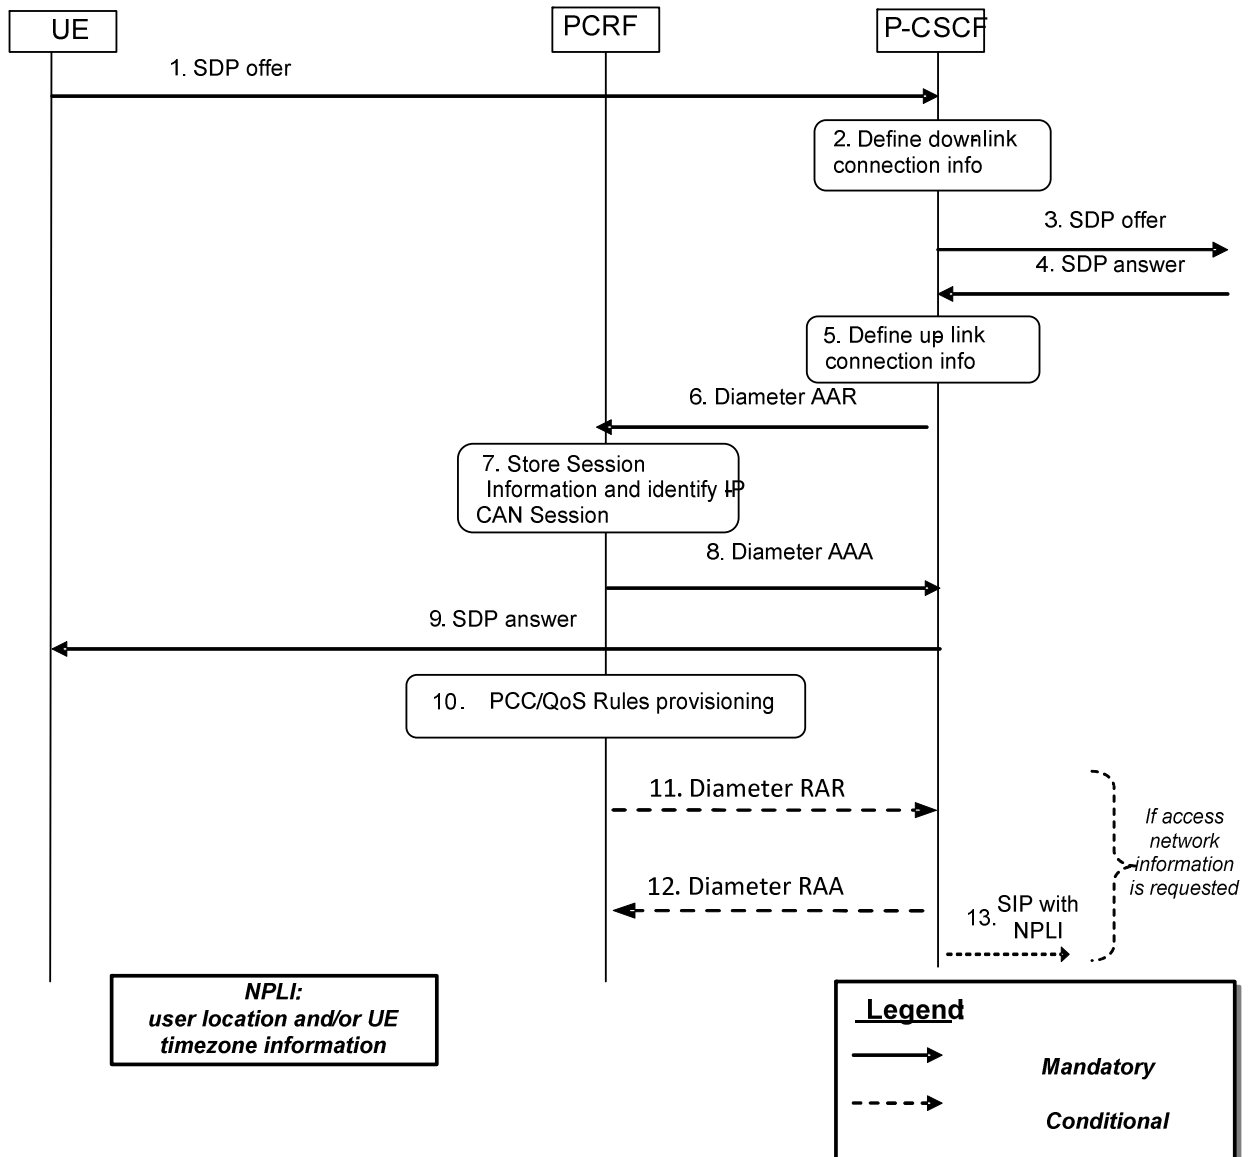 UE
PCRF
P-CSCF
1. SDP offer
2. Define downlink
connection info
3. SDP offer
4. SDP answer
5. Define up link
connection info
6. Diameter AAR
7. Store Session
Information and identify IP-
CAN Session
8. Diameter AAA
9. SDP answer
10. PCC/QoS Rules provisioning
11. Diameter RAR
If access
network
information
is requested
12. Diameter RAA
13. SIP with
NPLI
NPLI:
user location and/or UE
timezone information
Legend:
Mandatory
Conditional